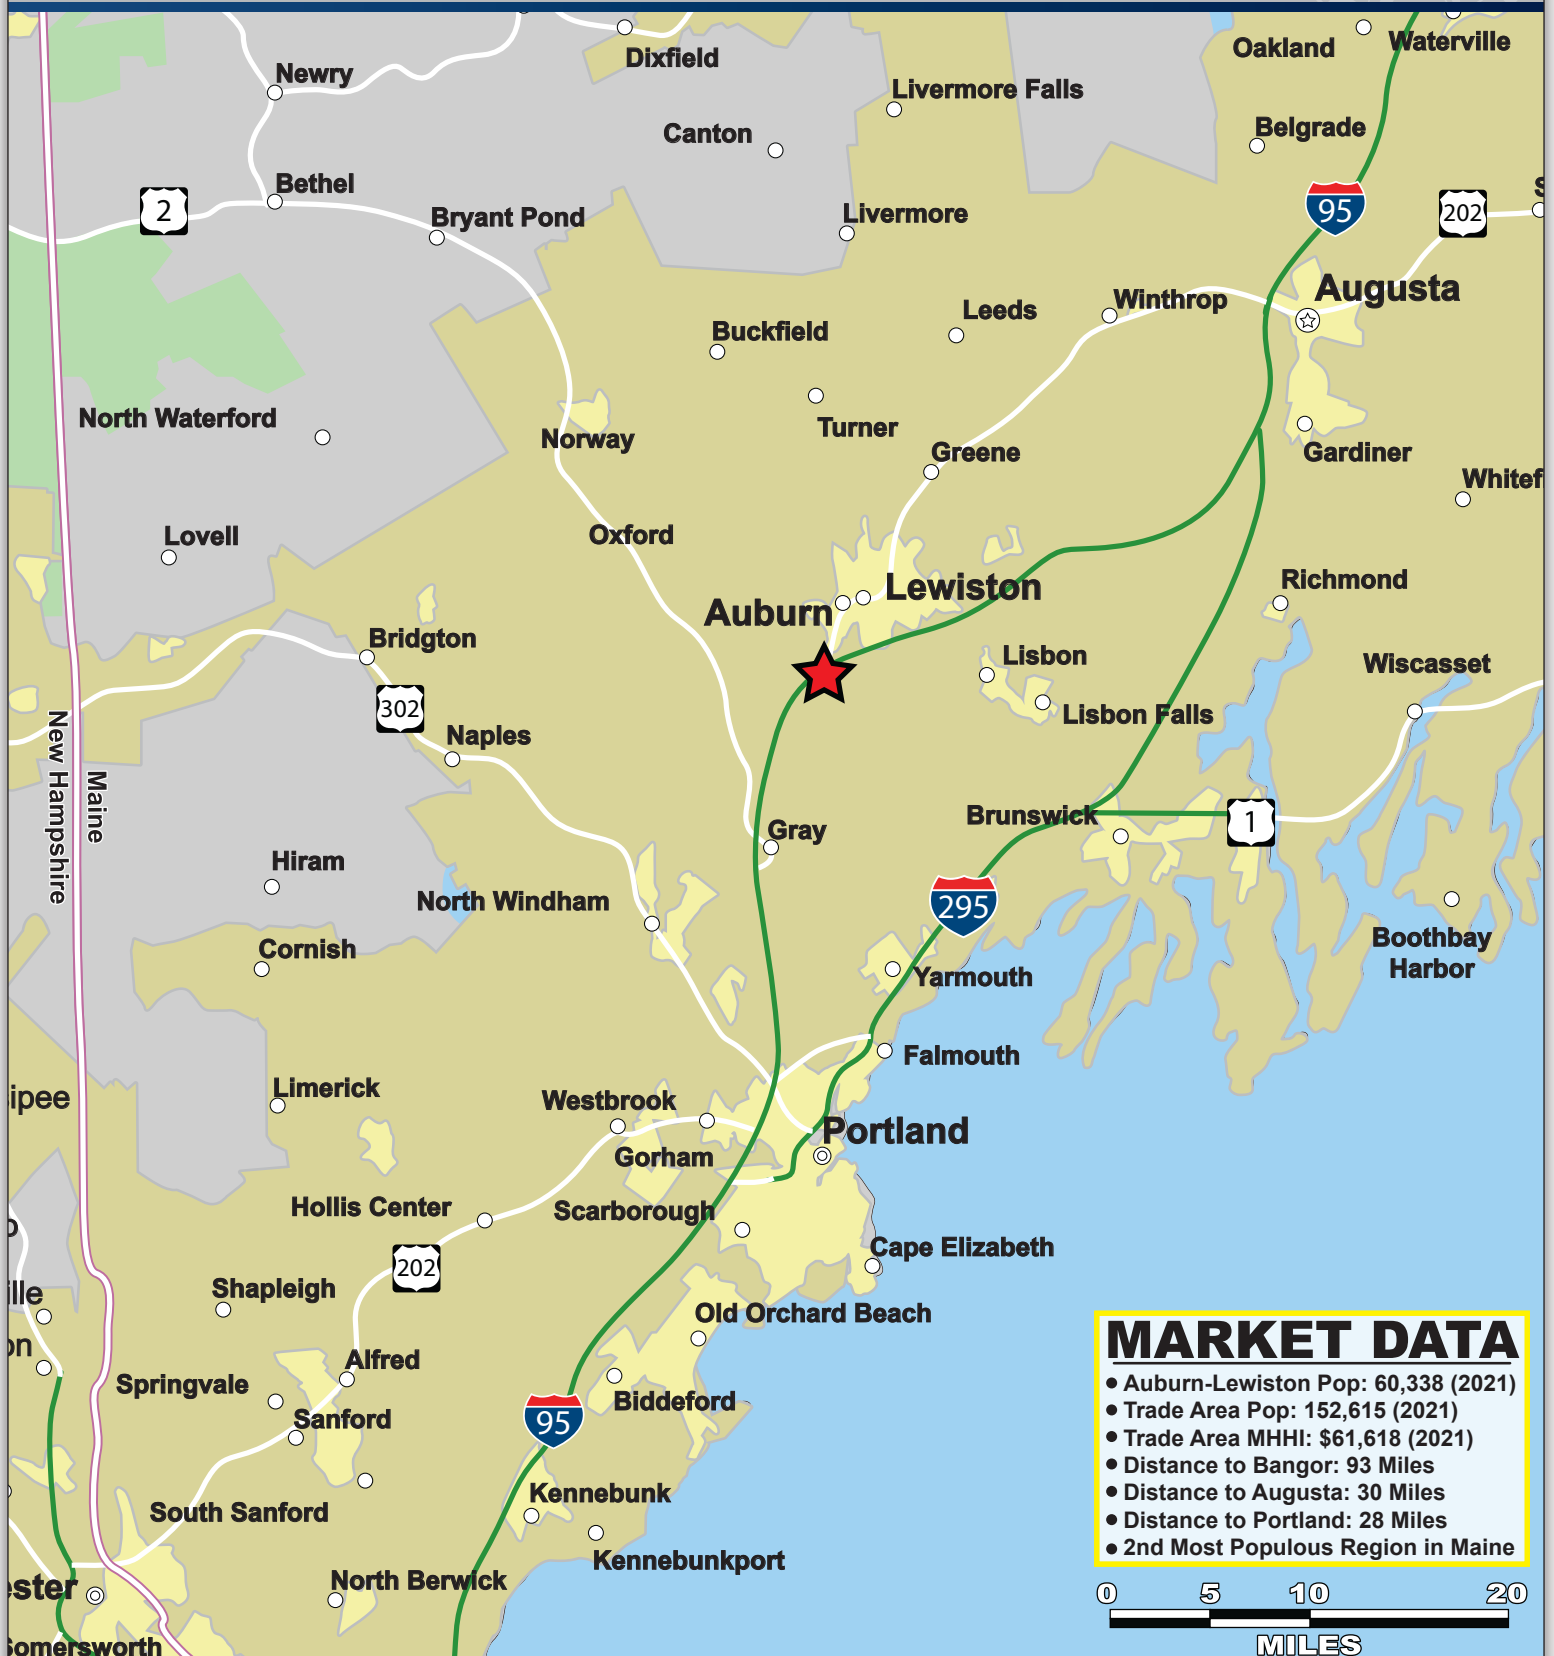 Dixfield
Oakland
Waterville
Newry
Livermore Falls
Canton
Belgrade
Bethel
2
Bryant Pond
Livermore
95
202
S
Augusta
Winthrop
Leeds
Buckfield
North Waterford
Turner
Norway
Greene
Gardiner
Whitef
Lovell
Oxford
Lewiston
Auburn
Richmond
Bridgton
Lisbon
Wiscasset
302
Lisbon Falls
Naples
New Hampshire
Maine
Gray
Brunswick
1
Hiram
North Windham
295
Cornish
Boothbay
Harbor
Yarmouth
Falmouth
Limerick
sipee
Westbrook
Portland
Gorham
Hollis Center
Scarborough
o
Cape Elizabeth
202
Shapleigh
ille
Old Orchard Beach
on
Alfred
Springvale
Biddeford
Sanford
95
Kennebunk
South Sanford
Kennebunkport
North Berwick
ester
Somersworth
MARKET DATA
• Auburn-Lewiston Pop: 60,338 (2021)
• Trade Area Pop: 152,615 (2021)
• Trade Area MHHI: $61,618 (2021)
• Distance to Bangor: 93 Miles
• Distance to Augusta: 30 Miles
• Distance to Portland: 28 Miles
• 2nd Most Populous Region in Maine
0 5 10 20
MILES